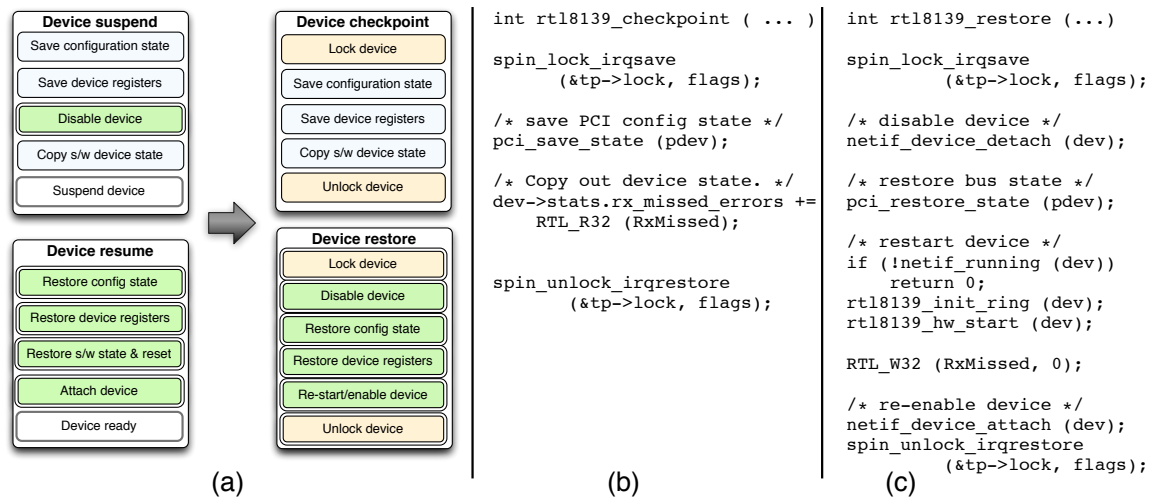 Device suspend
Save configuration state
Save device registers
Disable device
Copy s/w device state
Suspend device
Device resume
Restore config state
Restore device registers
Restore s/w state & reset
Attach device
Device ready
Device checkpoint
Lock device
Save configuration state
Save device registers
Copy s/w device state
Unlock device
Device restore
Lock device
Disable device
Restore config state
Restore device registers
Re-start/enable device
Unlock device
(a)
int rtl8139_checkpoint ( ... )
spin_lock_irqsave
(&tp->lock, flags);
/* save PCI config state */
pci_save_state (pdev);
/* Copy out device state. */
dev->stats.rx_missed_errors +=
RTL_R32 (RxMissed);
spin_unlock_irqrestore
(&tp->lock, flags);
(b)
int rtl8139_restore (...)
spin_lock_irqsave
(&tp->lock, flags);
/* disable device */
netif_device_detach (dev);
/* restore bus state */
pci_restore_state (pdev);
/* restart device */
if (!netif_running (dev))
return 0;
rtl8139_init_ring (dev);
rtl8139_hw_start (dev);
RTL_W32 (RxMissed, 0);
/* re-enable device */
netif_device_attach (dev);
spin_unlock_irqrestore
(&tp->lock, flags);
(c)